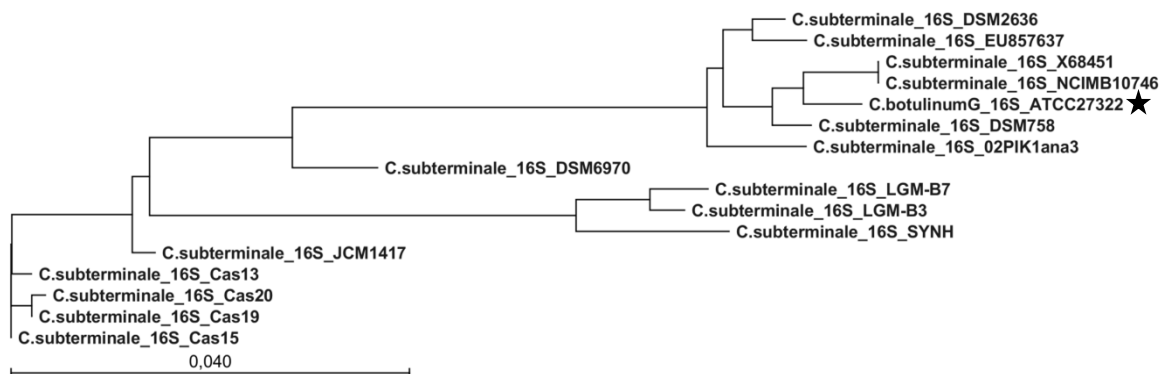 C.subterminale_16S_DSM2636
C.subterminale_16S_EU857637
C.subterminale_16S_X68451
C.subterminale_16S_NCIMB10746
C.botulinumG_16S_ATCC27322
C.subterminale_16S_DSM758
C.subterminale_16S_02PIK1ana3
C.subterminale_16S_DSM6970
C.subterminale_16S_LGM-B7
C.subterminale_16S_LGM-B3
C.subterminale_16S_SYNH
C.subterminale_16S_JCM1417
C.subterminale_16S_Cas13
C.subterminale_16S_Cas20
C.subterminale_16S_Cas19
C.subterminale_16S_Cas15
0,040